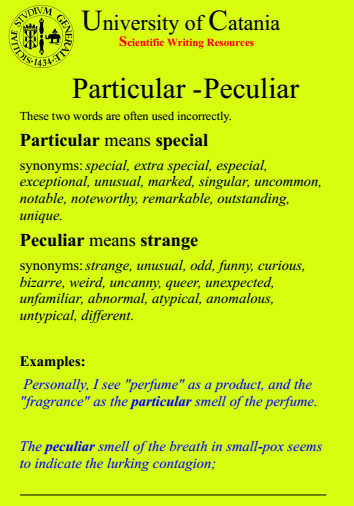 University of Catania
Scientific Writing Resources
Particular -Peculiar
These two words are often used incorrectly.
Particular means special
synonyms: special, extra special, especial,
exceptional, unusual, marked, singular, uncommon,
notable, noteworthy, remarkable, outstanding,
unique.
Peculiar means strange
synonyms: strange, unusual, odd, funny, curious,
bizarre, weird, uncanny, queer, unexpected,
unfamiliar, abnormal, atypical, anomalous,
untypical, different.
Examples:
Personally, I see "perfume" as a product, and the
"fragrance" as the particular smell of the perfume.
The peculiar smell of the breath in small-pox seems
to indicate the lurking contagion;